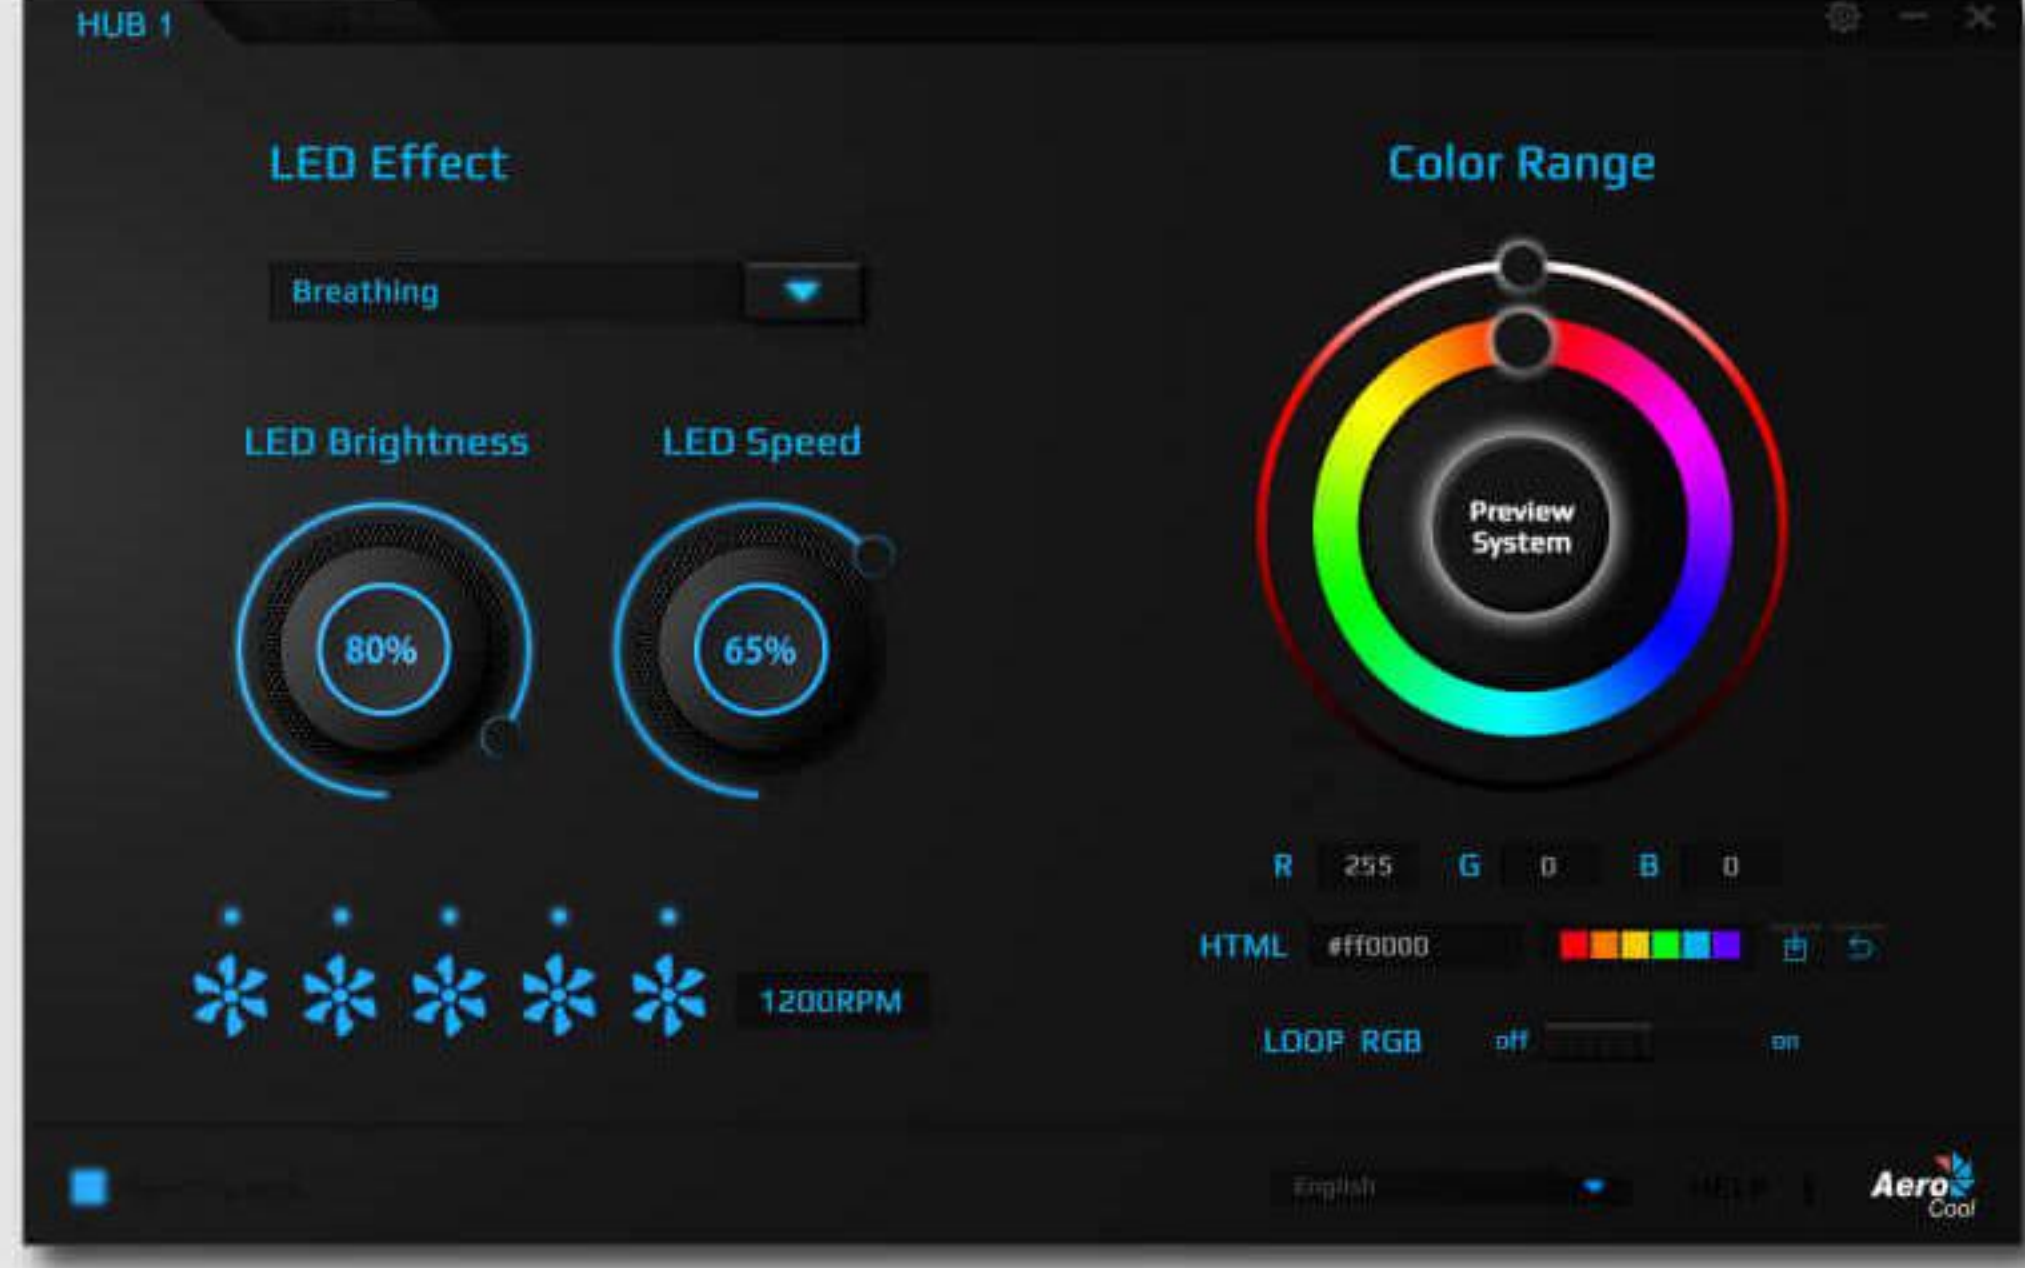 HUB 1
LED Effect
Breathing
LED Brightness
LED Speed
80%
65%
1200RPM
Color Range
Preview
System
R 255 G 0 B 0
HTML #ff0000
LOOP RGB off on
English
Aero
Cool